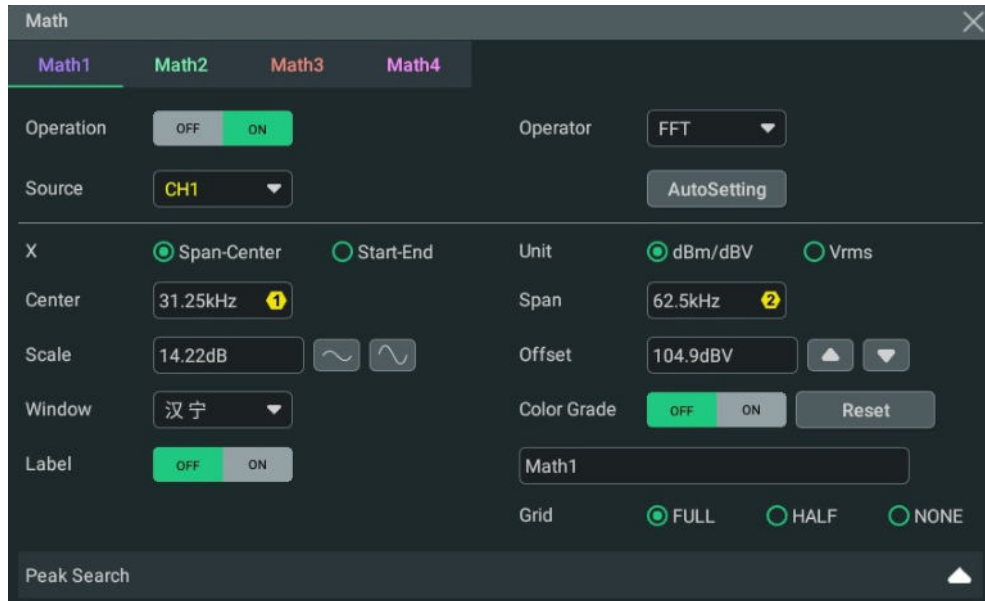 Math
Math1 Math2 Math3 Math4
Operation OFF ON Operator FFT
Source CH1 AutoSetting
X Span-Center Start-End Unit dBm/dBV Vrms
Center 31.25kHz 1 Span 62.5kHz 2
Scale 14.22dB Offset 104.9dBV
Window 汉宁 Color Grade OFF ON Reset
Label OFF ON Math1
Grid FULL HALF NONE
Peak Search